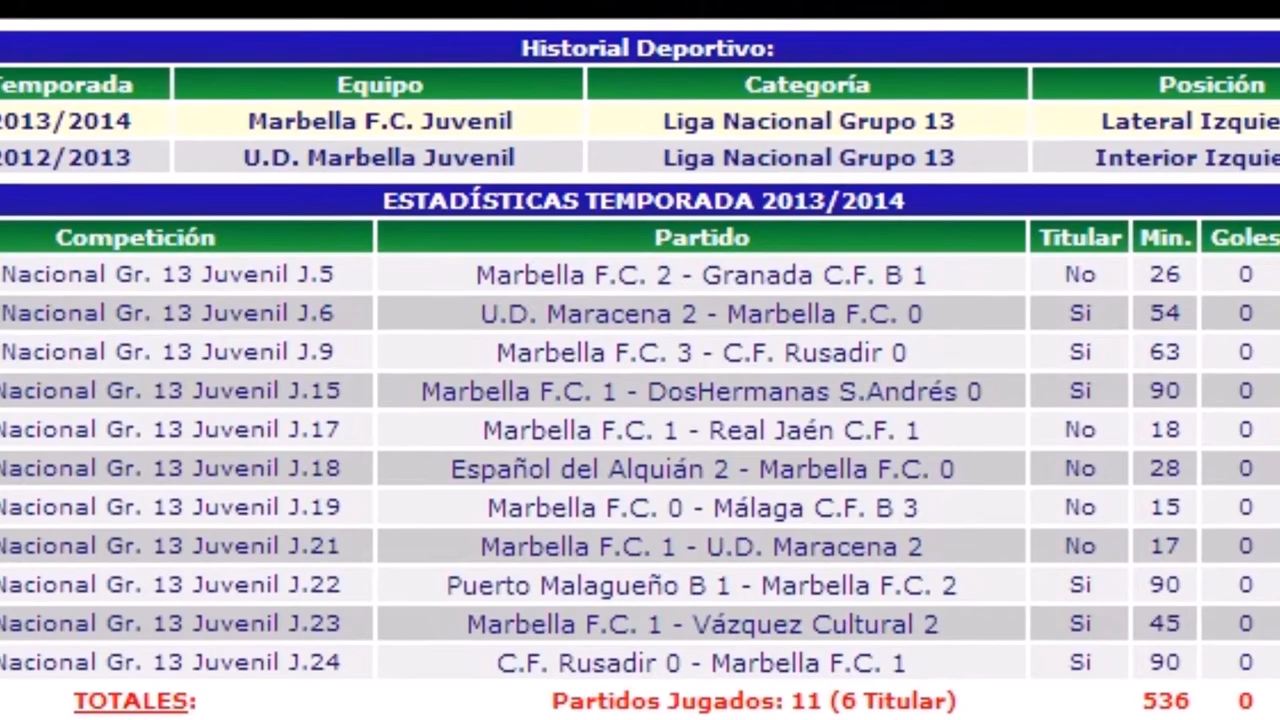 Historial Deportivo:
Temporada Equipo Categoría Posición
2013/2014 Marbella F.C. Juvenil Liga Nacional Grupo 13 Lateral Izquie
2012/2013 U.D. Marbella Juvenil Liga Nacional Grupo 13 Interior Izquie
ESTADÍSTICAS TEMPORADA 2013/2014
Competición Partido Titular Min. Goles
Nacional Gr. 13 Juvenil J.5 Marbella F.C. 2 - Granada C.F. B 1 No 26 0
Nacional Gr. 13 Juvenil J.6 U.D. Maracena 2 - Marbella F.C. 0 Si 54 0
Nacional Gr. 13 Juvenil J.9 Marbella F.C. 3 - C.F. Rusadir 0 Si 63 0
Nacional Gr. 13 Juvenil J.15 Marbella F.C. 1 - DosHermanas S.Andrés 0 Si 90 0
Nacional Gr. 13 Juvenil J.17 Marbella F.C. 1 - Real Jaén C.F. 1 No 18 0
Nacional Gr. 13 Juvenil J.18 Español del Alquián 2 - Marbella F.C. 0 No 28 0
Nacional Gr. 13 Juvenil J.19 Marbella F.C. 0 - Málaga C.F. B 3 No 15 0
Nacional Gr. 13 Juvenil J.21 Marbella F.C. 1 - U.D. Maracena 2 No 17 0
Nacional Gr. 13 Juvenil J.22 Puerto Malagueño B 1 - Marbella F.C. 2 Si 90 0
Nacional Gr. 13 Juvenil J.23 Marbella F.C. 1 - Vázquez Cultural 2 Si 45 0
Nacional Gr. 13 Juvenil J.24 C.F. Rusadir 0 - Marbella F.C. 1 Si 90 0
TOTALES: Partidos Jugados: 11 (6 Titular) 536 0